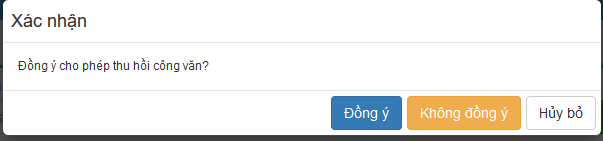 Xác nhận
Đồng ý cho phép thu hồi công văn?
Đồng ý Không đồng ý Hủy bỏ